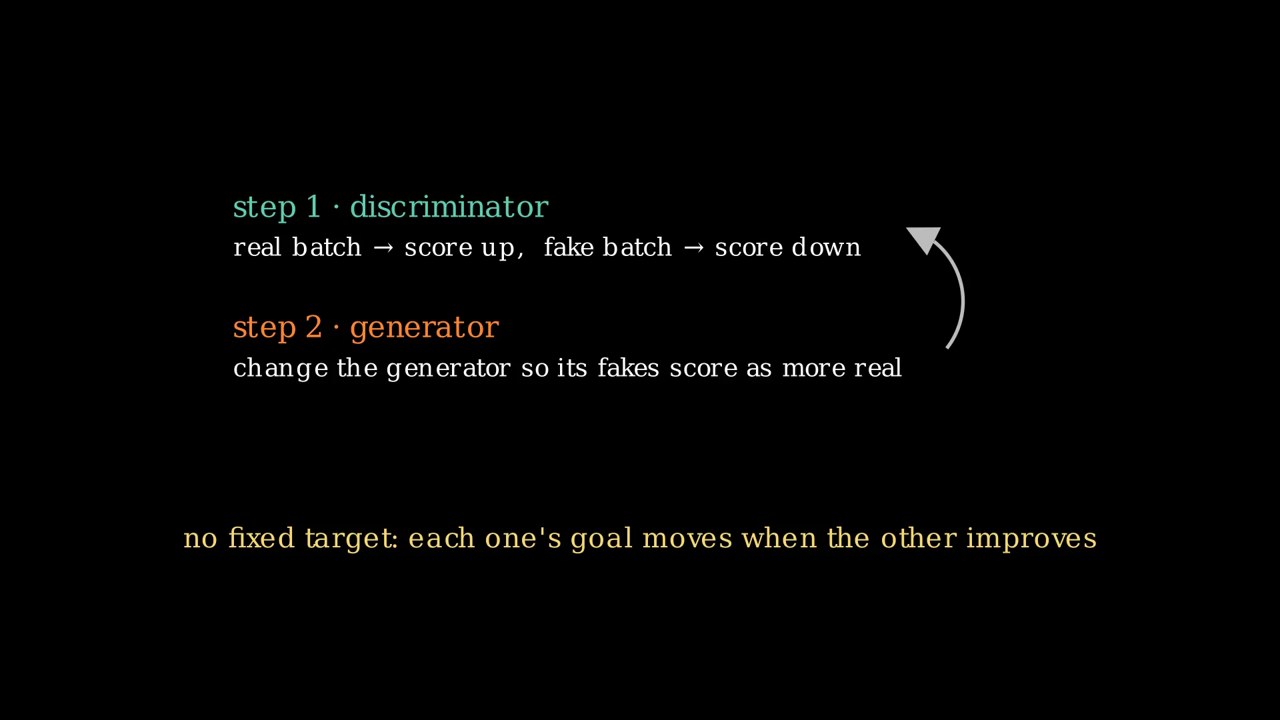 step 1 · discriminator
real batch → score up, fake batch → score down
step 2 · generator
change the generator so its fakes score as more real
no fixed target: each one's goal moves when the other improves